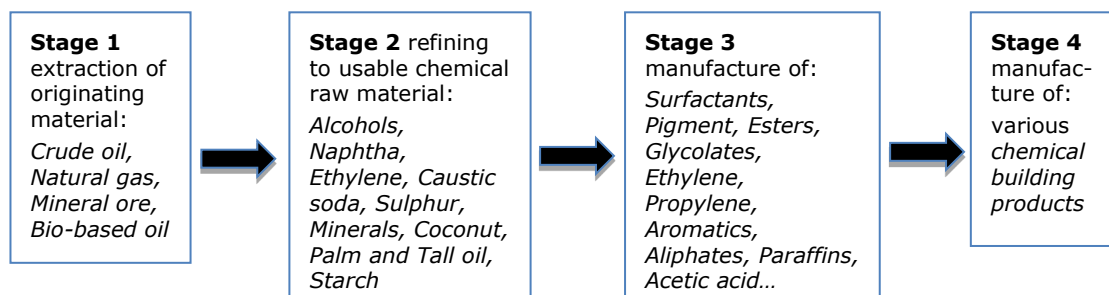 Stage 1
extraction of
originating
material:
Crude oil,
Natural gas,
Mineral ore,
Bio-based oil
Stage 2 refining
to usable chemical
raw material:
Alcohols,
Naphtha,
Ethylene, Caustic
soda, Sulphur,
Minerals, Coconut,
Palm and Tall oil,
Starch
Stage 3
manufacture of:
Surfactants,
Pigment, Esters,
Glycolates,
Ethylene,
Propylene,
Aromatics,
Aliphates, Paraffins,
Acetic acid…
Stage 4
manufac-
ture of:
various
chemical
building
products